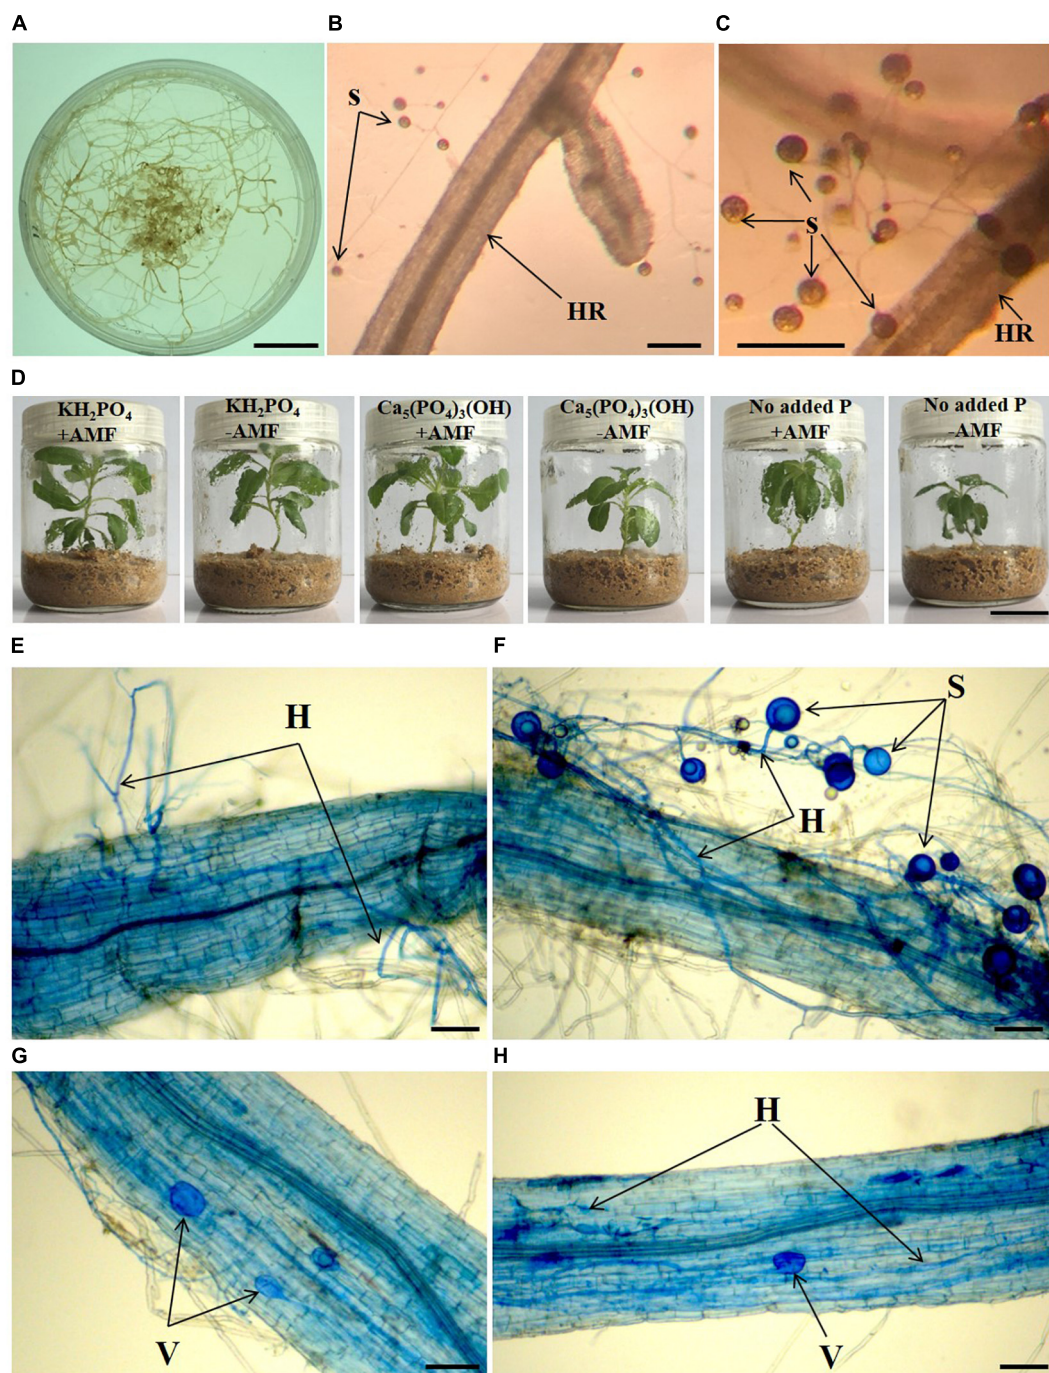 A
B
C
s
HR
s
HR
D
KH₂PO₄
+AMF
KH₂PO₄
-AMF
Ca₅(PO₄)₃(OH)
+AMF
Ca₅(PO₄)₃(OH)
-AMF
No added P
+AMF
No added P
-AMF
E
F
H
S
H
G
H
V
H
V